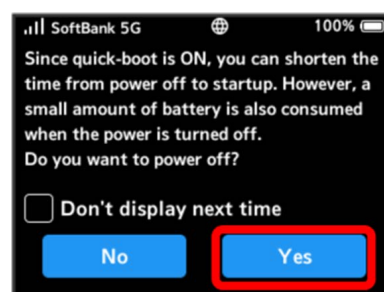 SoftBank 5G 100%
Since quick-boot is ON, you can shorten the
time from power off to startup. However, a
small amount of battery is also consumed
when the power is turned off.
Do you want to power off?
Don't display next time
No Yes